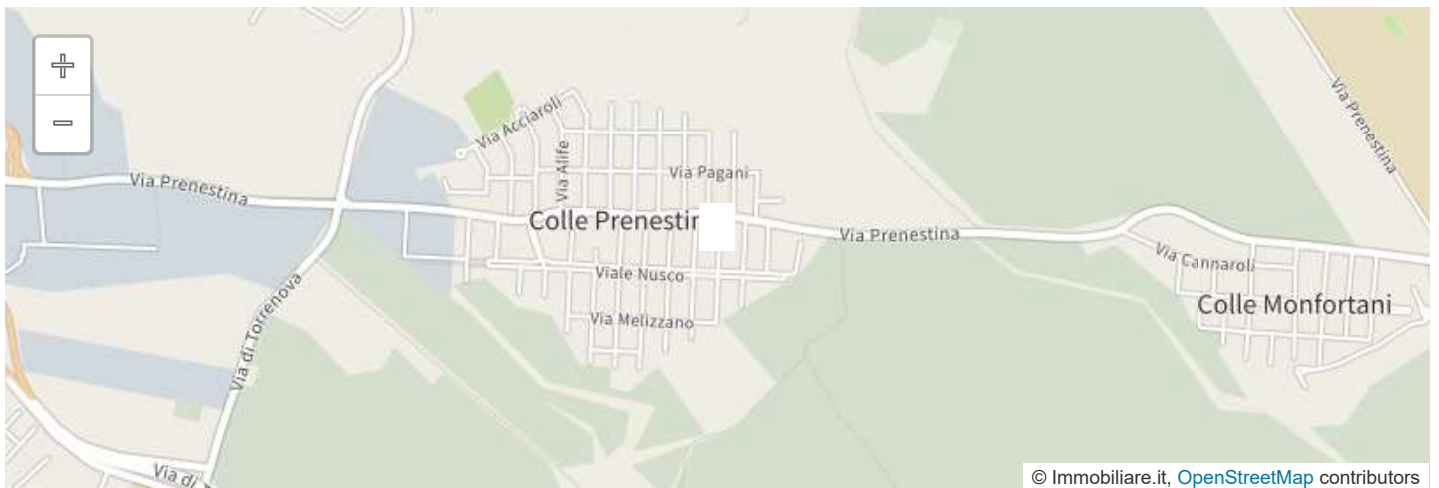 +
Via Prenestina
Via Acciaroli
Via Alife
Via Pagani
Via Prenestina
Colle Prenestin
Via Prenestina
Via Cannaroli
Viale Nusco
Via Torrenova
Via Melizzano
Colle Monfortani
Via di
−
© Immobiliare.it, OpenStreetMap contributors